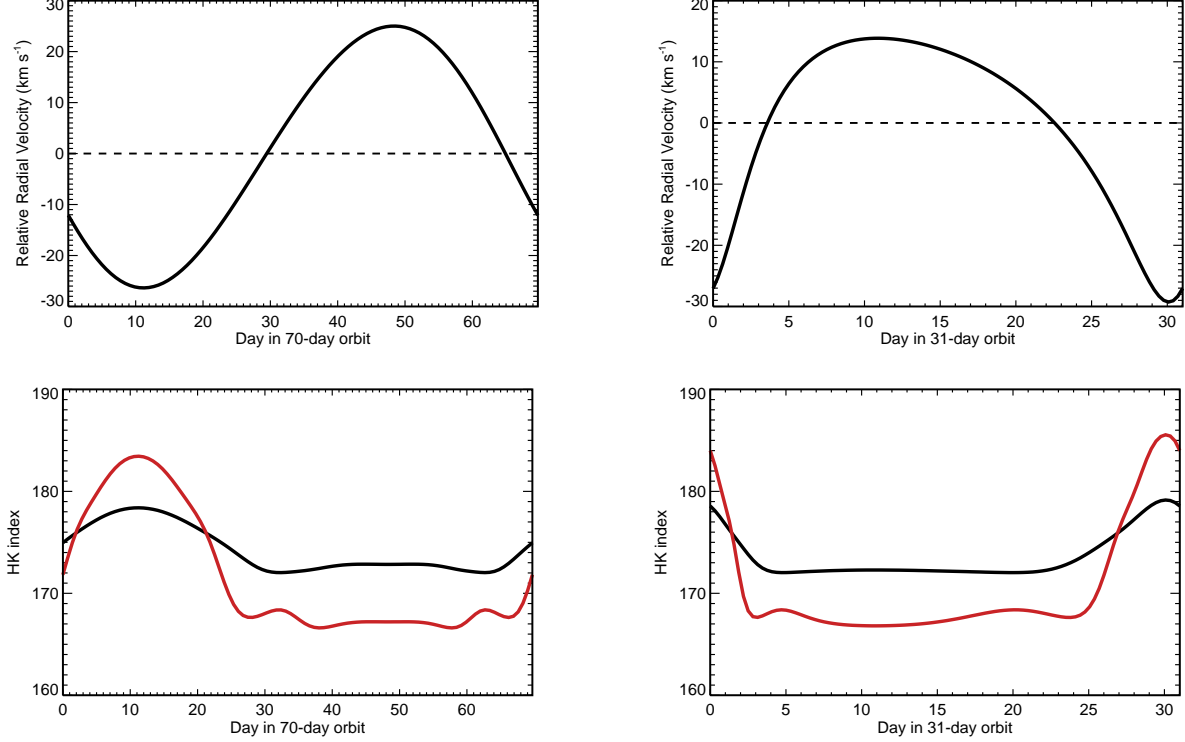 Relative Radial Velocity (km s⁻¹)
30
20
10
0
-10
-20
-30
0 10 20 30 40 50 60
Day in 70-day orbit
Relative Radial Velocity (km s⁻¹)
20
10
0
-10
-20
-30
0 5 10 15 20 25 30
Day in 31-day orbit
HK index
190
180
170
160
0 10 20 30 40 50 60
Day in 70-day orbit
HK index
190
180
170
160
0 5 10 15 20 25 30
Day in 31-day orbit